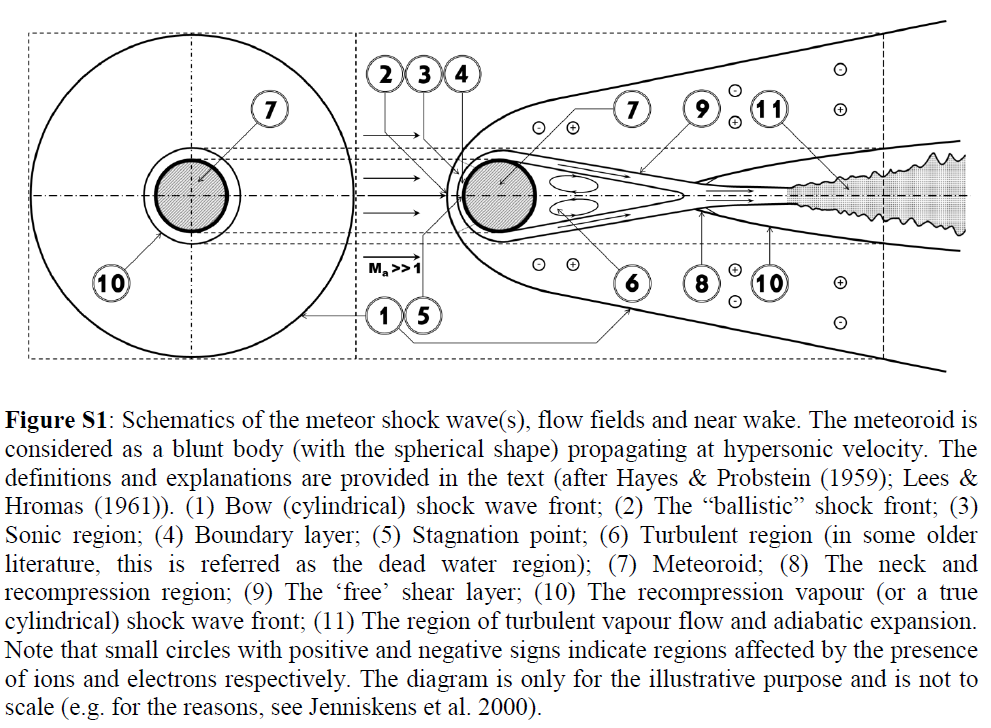 2 3 4
7 7 9 11
10
Ma >>1
6 8 10
1 5
Figure S1: Schematics of the meteor shock wave(s), flow fields and near wake. The meteoroid is
considered as a blunt body (with the spherical shape) propagating at hypersonic velocity. The
definitions and explanations are provided in the text (after Hayes & Probstein (1959); Lees &
Hromas (1961)). (1) Bow (cylindrical) shock wave front; (2) The “ballistic” shock front; (3)
Sonic region; (4) Boundary layer; (5) Stagnation point; (6) Turbulent region (in some older
literature, this is referred as the dead water region); (7) Meteoroid; (8) The neck and
recompression region; (9) The ‘free’ shear layer; (10) The recompression vapour (or a true
cylindrical) shock wave front; (11) The region of turbulent vapour flow and adiabatic expansion.
Note that small circles with positive and negative signs indicate regions affected by the presence
of ions and electrons respectively. The diagram is only for the illustrative purpose and is not to
scale (e.g. for the reasons, see Jenniskens et al. 2000).